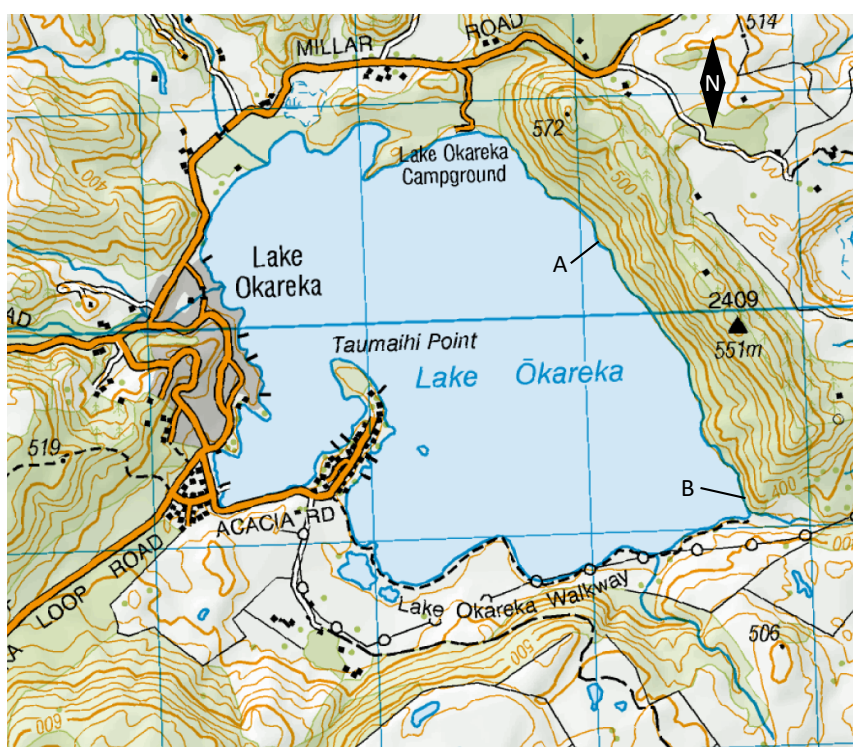 MILLAR ROAD
514
N
572
Lake Okareka
Campground
400
500
A
Lake
Okareka
2409
AD
551m
Taumaihi Point
Lake Ōkareka
519
B
400
ACACIA RD
LOOP ROAD
Lake Okareka Walkway
500
506
600
A